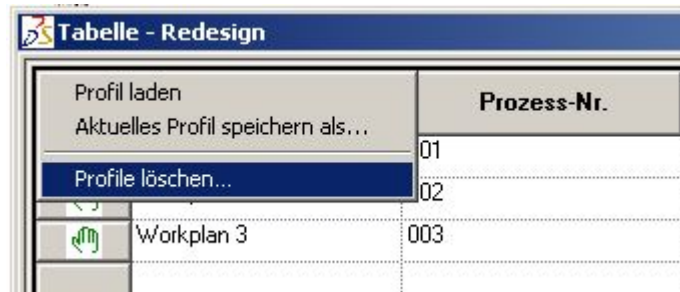 Tabelle - Redesign
Profil laden
Aktuelles Profil speichern als...
Profile löschen...
Prozess-Nr.
01
02
Workplan 3 003